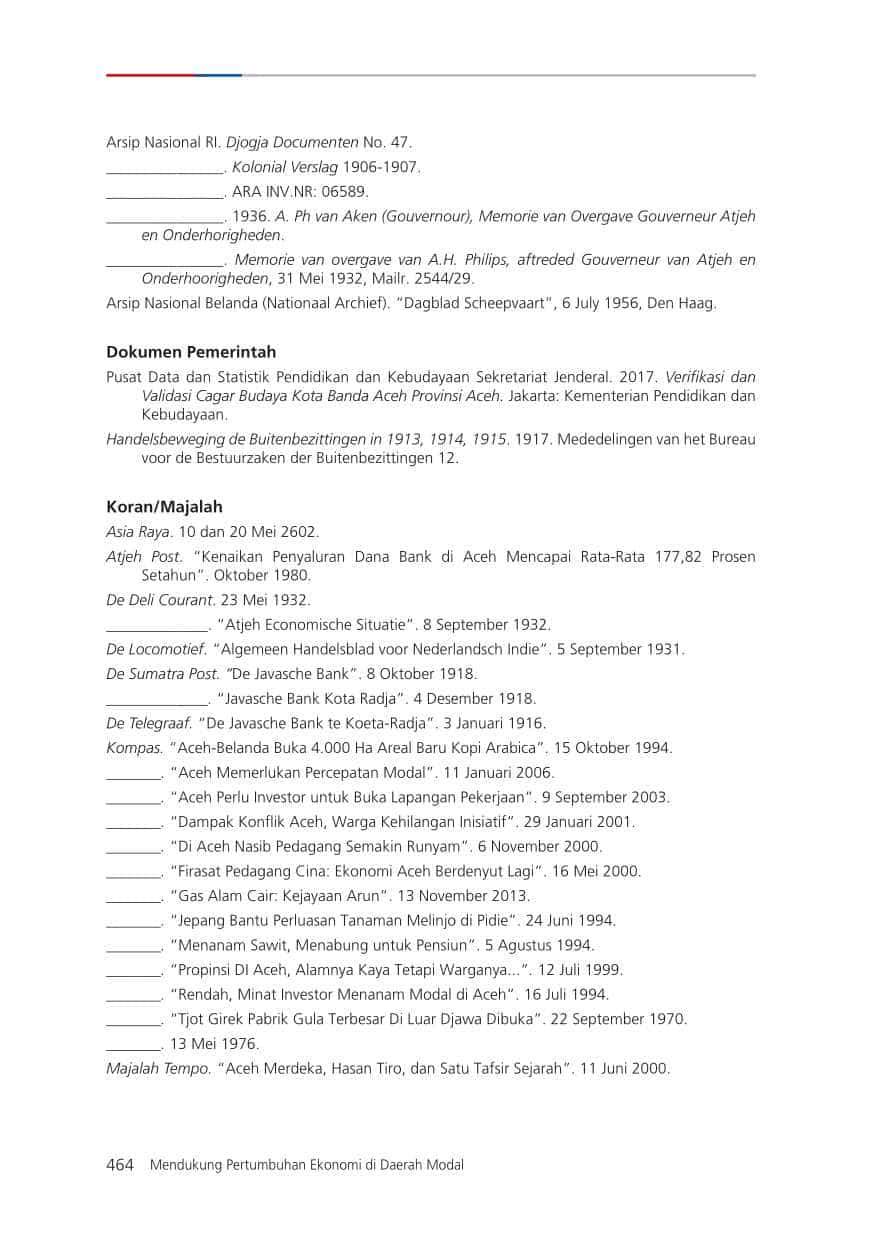 Arsip Nasional RI. Djogja Documenten No. 47.
_______________. Kolonial Verslag 1906-1907.
_______________. ARA INV.NR: 06589.
_______________. 1936. A. Ph van Aken (Gouvernour), Memorie van Overgave Gouverneur Atjeh
en Onderhorigheden.
_______________. Memorie van overgave van A.H. Philips, aftreded Gouverneur van Atjeh en
Onderhoorigheden, 31 Mei 1932, Mailr. 2544/29.
Arsip Nasional Belanda (Nationaal Archief). “Dagblad Scheepvaart”, 6 July 1956, Den Haag.
Dokumen Pemerintah
Pusat Data dan Statistik Pendidikan dan Kebudayaan Sekretariat Jenderal. 2017. Verifikasi dan
Validasi Cagar Budaya Kota Banda Aceh Provinsi Aceh. Jakarta: Kementerian Pendidikan dan
Kebudayaan.
Handelsbeweging de Buitenbezittingen in 1913, 1914, 1915. 1917. Mededelingen van het Bureau
voor de Bestuurzaken der Buitenbezittingen 12.
Koran/Majalah
Asia Raya. 10 dan 20 Mei 2602.
Atjeh Post. “Kenaikan Penyaluran Dana Bank di Aceh Mencapai Rata-Rata 177,82 Prosen
Setahun”. Oktober 1980.
De Deli Courant. 23 Mei 1932.
_____________. “Atjeh Economische Situatie”. 8 September 1932.
De Locomotief. “Algemeen Handelsblad voor Nederlandsch Indie”. 5 September 1931.
De Sumatra Post. “De Javasche Bank”. 8 Oktober 1918.
_____________. “Javasche Bank Kota Radja”. 4 Desember 1918.
De Telegraaf. “De Javasche Bank te Koeta-Radja”. 3 Januari 1916.
Kompas. “Aceh-Belanda Buka 4.000 Ha Areal Baru Kopi Arabica”. 15 Oktober 1994.
_______. “Aceh Memerlukan Percepatan Modal”. 11 Januari 2006.
_______. “Aceh Perlu Investor untuk Buka Lapangan Pekerjaan”. 9 September 2003.
_______. “Dampak Konflik Aceh, Warga Kehilangan Inisiatif”. 29 Januari 2001.
_______. “Di Aceh Nasib Pedagang Semakin Runyam”. 6 November 2000.
_______. “Firasat Pedagang Cina: Ekonomi Aceh Berdenyut Lagi”. 16 Mei 2000.
_______. “Gas Alam Cair: Kejayaan Arun”. 13 November 2013.
_______. “Jepang Bantu Perluasan Tanaman Melinjo di Pidie”. 24 Juni 1994.
_______. “Menanam Sawit, Menabung untuk Pensiun”. 5 Agustus 1994.
_______. “Propinsi DI Aceh, Alamnya Kaya Tetapi Warganya...”. 12 Juli 1999.
_______. “Rendah, Minat Investor Menanam Modal di Aceh”. 16 Juli 1994.
_______. “Tjot Girek Pabrik Gula Terbesar Di Luar Djawa Dibuka”. 22 September 1970.
_______. 13 Mei 1976.
Majalah Tempo. “Aceh Merdeka, Hasan Tiro, dan Satu Tafsir Sejarah”. 11 Juni 2000.
464 Mendukung Pertumbuhan Ekonomi di Daerah Modal